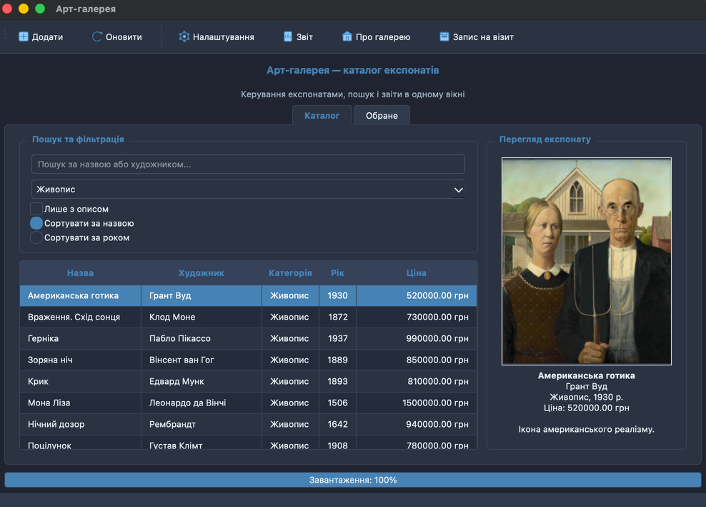 Арт-галерея
Додати Оновити Налаштування Звіт Про галерею Запис на візит
Арт-галерея — каталог експонатів
Керування експонатами, пошук і звіти в одному вікні
Каталог Обране
Пошук та фільтрація
Пошук за назвою або художником...
Живопис
Лише з описом
Сортувати за назвою
Сортувати за роком
Назва Художник Категорія Рік Ціна
Американська готика Грант Вуд Живопис 1930 520000.00 грн
Враження. Схід сонця Клод Моне Живопис 1872 730000.00 грн
Герніка Пабло Пікассо Живопис 1937 990000.00 грн
Зоряна ніч Вінсент ван Гог Живопис 1889 850000.00 грн
Крик Едвард Мунк Живопис 1893 810000.00 грн
Мона Ліза Леонардо да Вінчі Живопис 1506 1500000.00 грн
Нічний дозор Рембрандт Живопис 1642 940000.00 грн
Поцілунок Густав Клімт Живопис 1908 780000.00 грн
Перегляд експонату
Американська готика
Грант Вуд
Живопис, 1930 р.
Ціна: 520000.00 грн
Ікона американського реалізму.
Завантаження: 100%